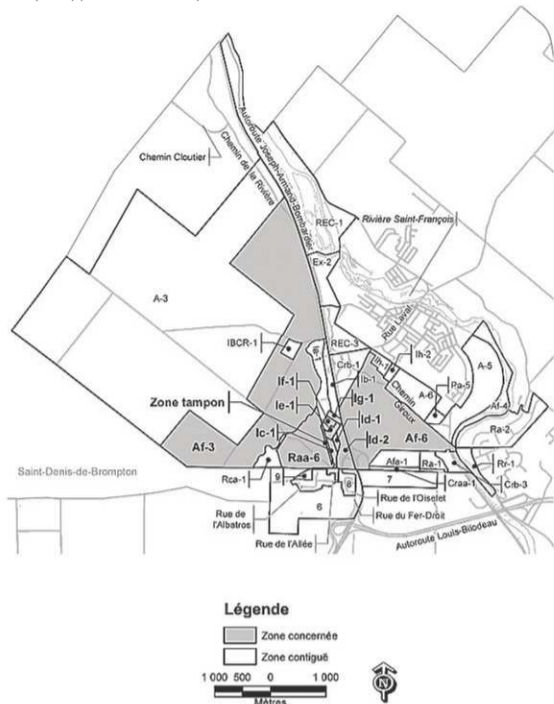 Chemin Cloutier
Chemin de la Rivière
Autoroute Joseph-Armand-Bombardier
REC-1
Rivière Saint-François
Ex-2
A-3
Rue Laval
IBCR-1
REC-3
Ih-1
Ih-2
A-5
Crb-1
If-1
Ib-1
Chemin Giroux
A-6
Pa-5
Zone tampon
Ie-1
Ig-1
Af-4
Ic-1
Id-1
Ra-2
Af-3
Id-2
Af-6
Raa-6
Saint-Denis-de-Brompton
Rca-1
9
Afa-1
Ra-1
Rr-1
8
7
Craa-1
Crb-3
Rue de l'Oiselet
Rue de
l'Albatros
6
Rue du Fer-Droit
Rue de l'Allée
Autoroute Louis-Bilodeau
Légende
Zone concernée
Zone contiguë
1 000 500 0 1 000
Mètres
N